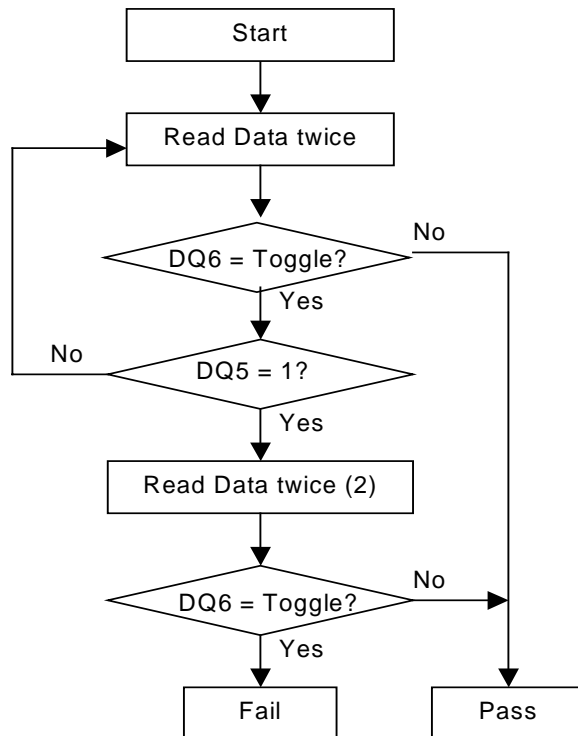 Start
Read Data twice
No
DQ6 = Toggle?
Yes
No
DQ5 = 1?
Yes
Read Data twice (2)
No
DQ6 = Toggle?
Yes
Fail
Pass